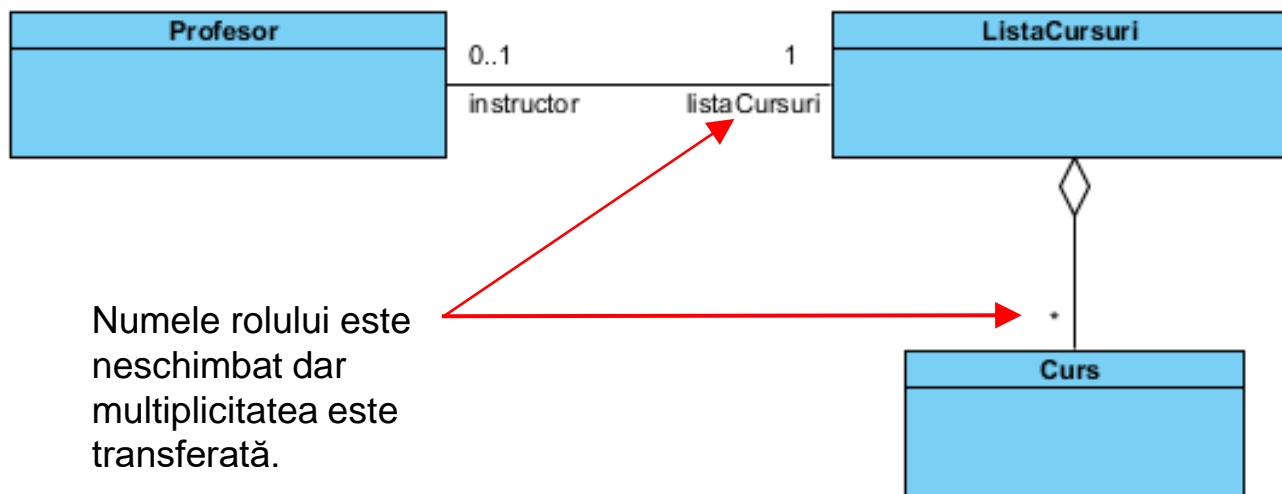 Profesor
ListaCursuri
0..1
1
instructor
listaCursuri
Numele rolului este
neschimbat dar
multiplicitatea este
transferată.
*
Curs